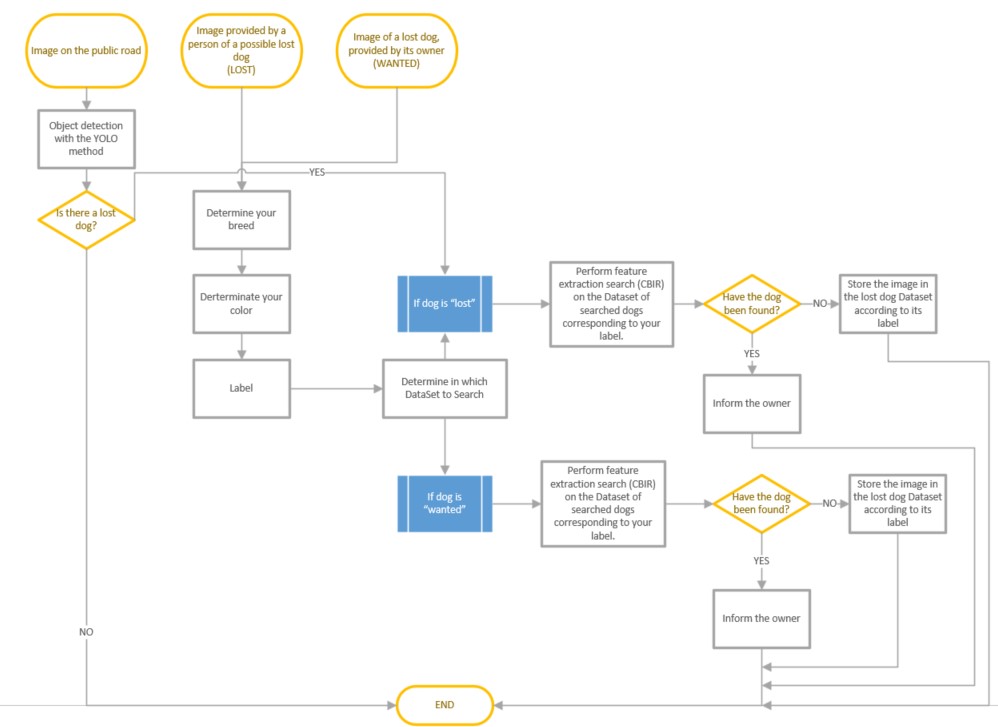 Image on the public road
Image provided by a
person of a possible lost
dog
(LOST)
Image of a lost dog,
provided by its owner
(WANTED)
Object detection
with the YOLO
method
YES
Is there a lost
dog?
Determine your
breed
Derterminate your
color
Label
If dog is “lost”
Determine in which
DataSet to Search
Perform feature
extraction search (CBIR)
on the Dataset of
searched dogs
corresponding to your
label.
Have the dog
been found?
NO
Store the image in
the lost dog Dataset
according to its
label
YES
Inform the owner
If dog is
“wanted”
Perform feature
extraction search (CBIR)
on the Dataset of
searched dogs
corresponding to your
label.
Have the dog
been found?
NO
Store the image in
the lost dog Dataset
according to its
label
YES
Inform the owner
NO
END